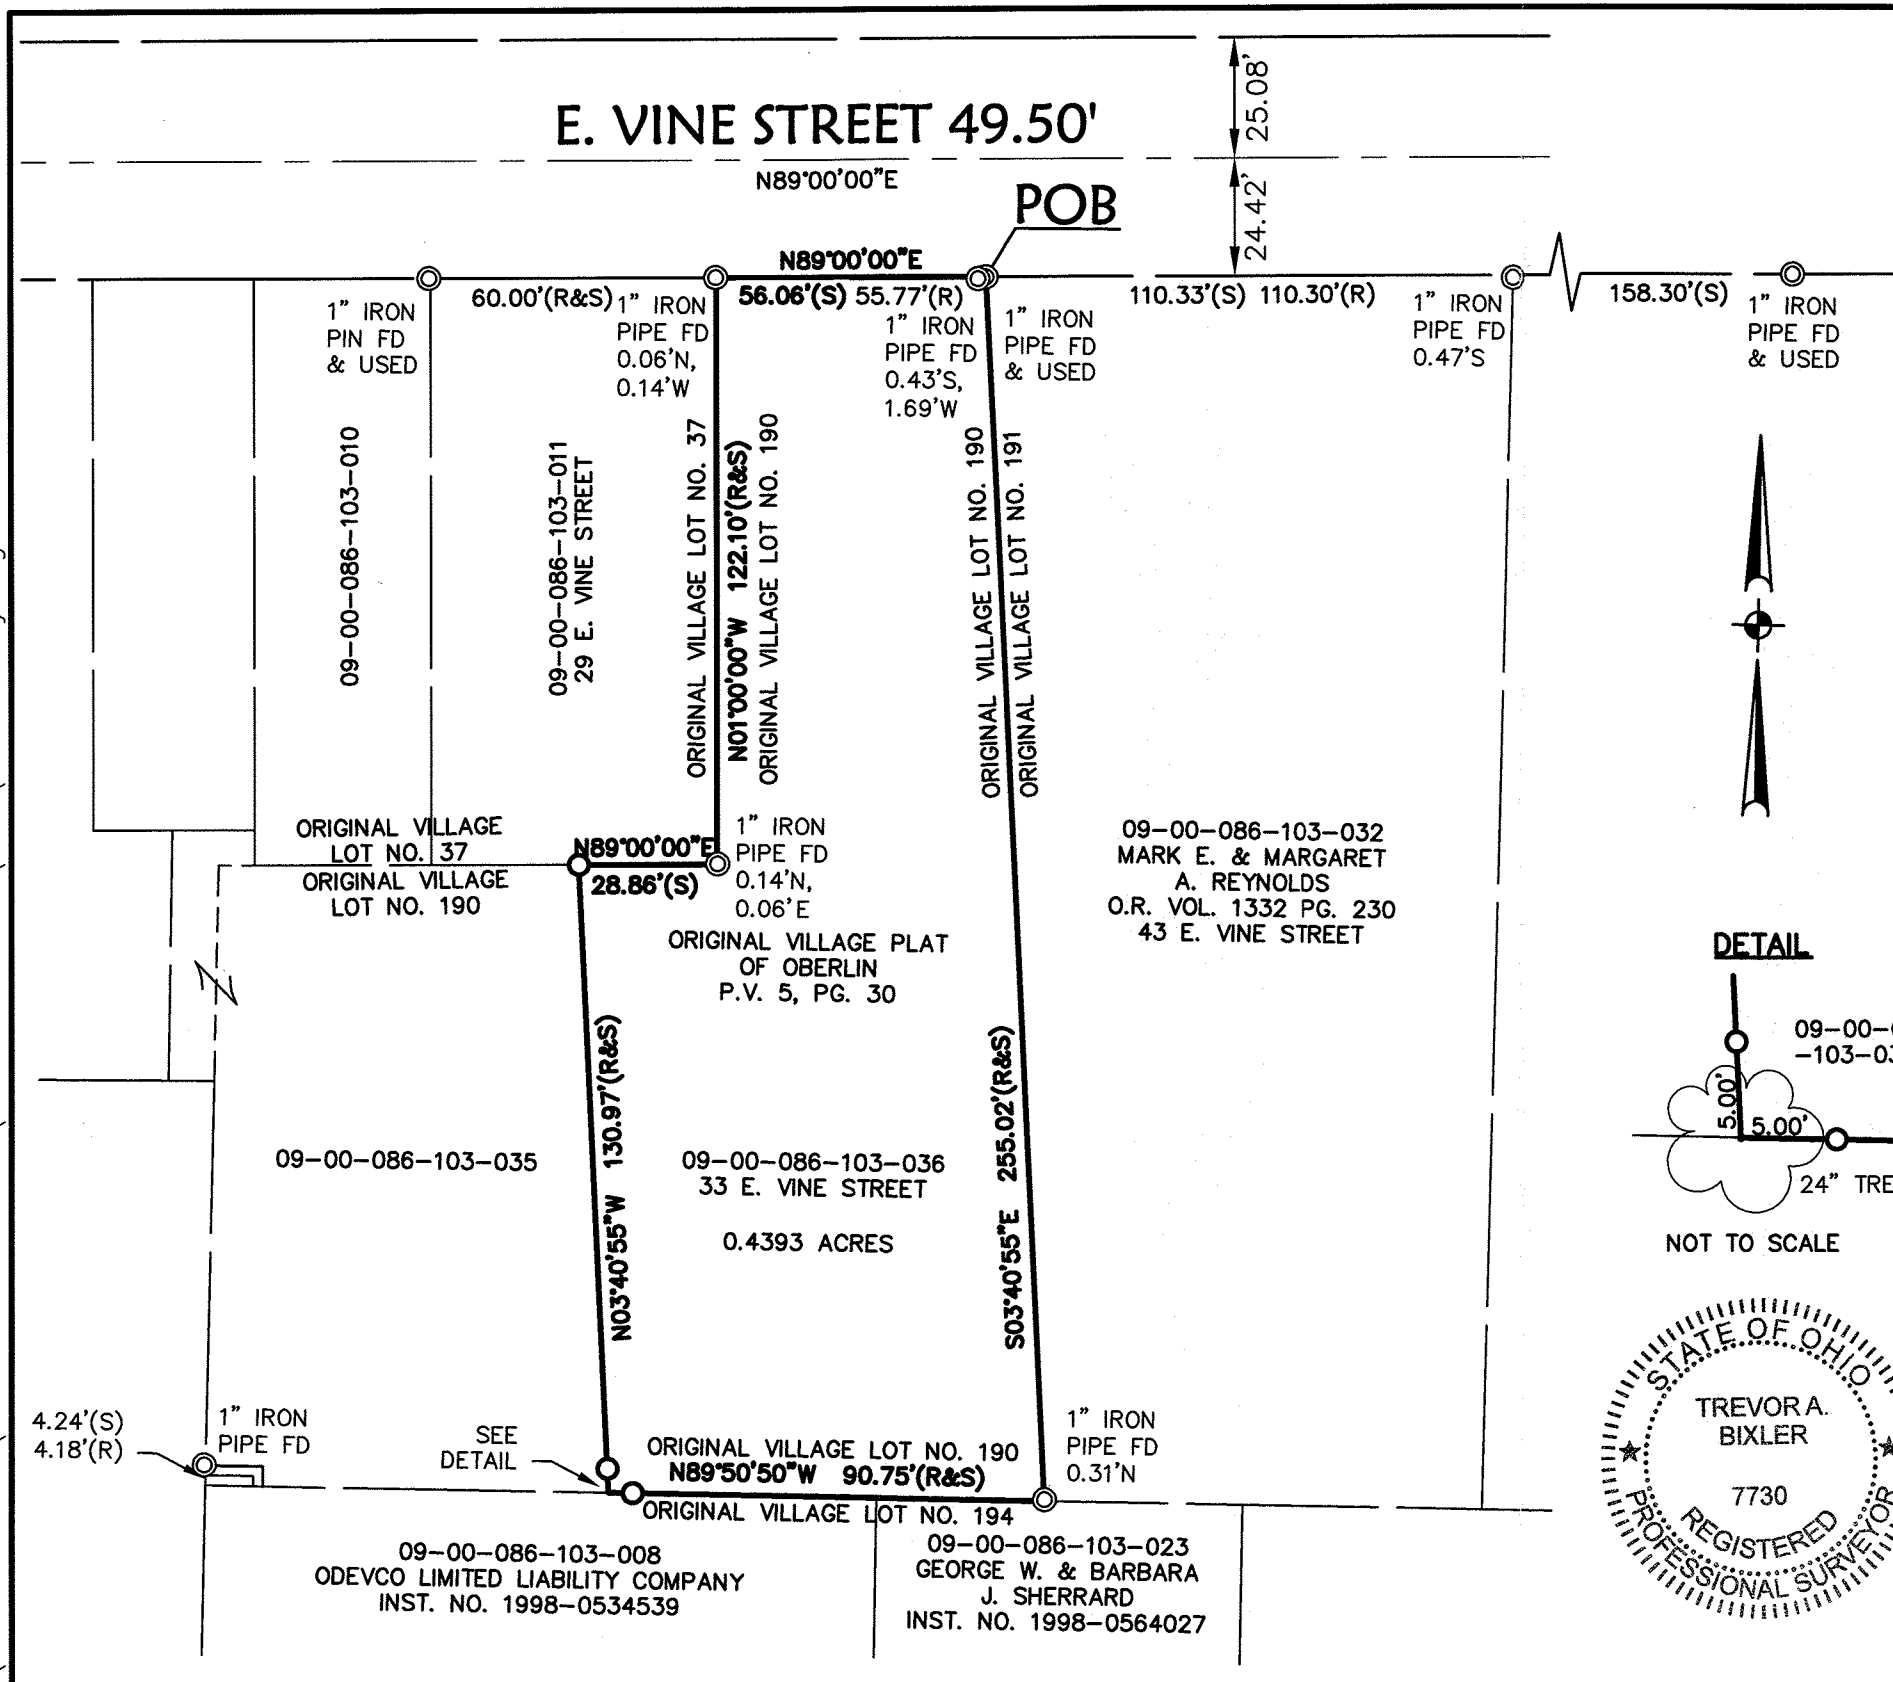 E. VINE STREET 49.50'
25.08'
24.42'
N89°00'00"E
POB
N89°00'00"E
60.00'(R&S)
56.06'(S) 55.77'(R)
110.33'(S) 110.30'(R)
158.30'(S)
1" IRON
PIN FD
& USED
1" IRON
PIPE FD
0.06'N,
0.14'W
1" IRON
PIPE FD
0.43'S,
1.69'W
1" IRON
PIPE FD
& USED
1" IRON
PIPE FD
0.47'S
1" IRON
PIPE FD
& USED
09-00-086-103-010
09-00-086-103-011
29 E. VINE STREET
ORIGINAL VILLAGE LOT NO. 37
N01°00'00"W 122.10'(R&S)
ORIGINAL VILLAGE LOT NO. 190
ORIGINAL VILLAGE LOT NO. 190
ORIGINAL VILLAGE LOT NO. 191
ORIGINAL VILLAGE
LOT NO. 37
ORIGINAL VILLAGE
LOT NO. 190
N89°00'00"E
28.86'(S)
1" IRON
PIPE FD
0.14'N,
0.06'E
ORIGINAL VILLAGE PLAT
OF OBERLIN
P.V. 5, PG. 30
09-00-086-103-032
MARK E. & MARGARET
A. REYNOLDS
O.R. VOL. 1332 PG. 230
43 E. VINE STREET
DETAIL
09-00-
-103-
5.00'
5.00'
24" TRE
NOT TO SCALE
N03°40'55"W 130.97'(R&S)
S03°40'55"E 255.02'(R&S)
09-00-086-103-035
09-00-086-103-036
33 E. VINE STREET
0.4393 ACRES
STATE OF OHIO
TREVOR A.
BIXLER
7730
REGISTERED
PROFESSIONAL SURVEYOR
4.24'(S)
4.18'(R)
1" IRON
PIPE FD
SEE
DETAIL
ORIGINAL VILLAGE LOT NO. 190
N89°50'50"W 90.75'(R&S)
ORIGINAL VILLAGE LOT NO. 194
1" IRON
PIPE FD
0.31'N
09-00-086-103-008
ODEVCO LIMITED LIABILITY COMPANY
INST. NO. 1998-0534539
09-00-086-103-023
GEORGE W. & BARBARA
J. SHERRARD
INST. NO. 1998-0564027